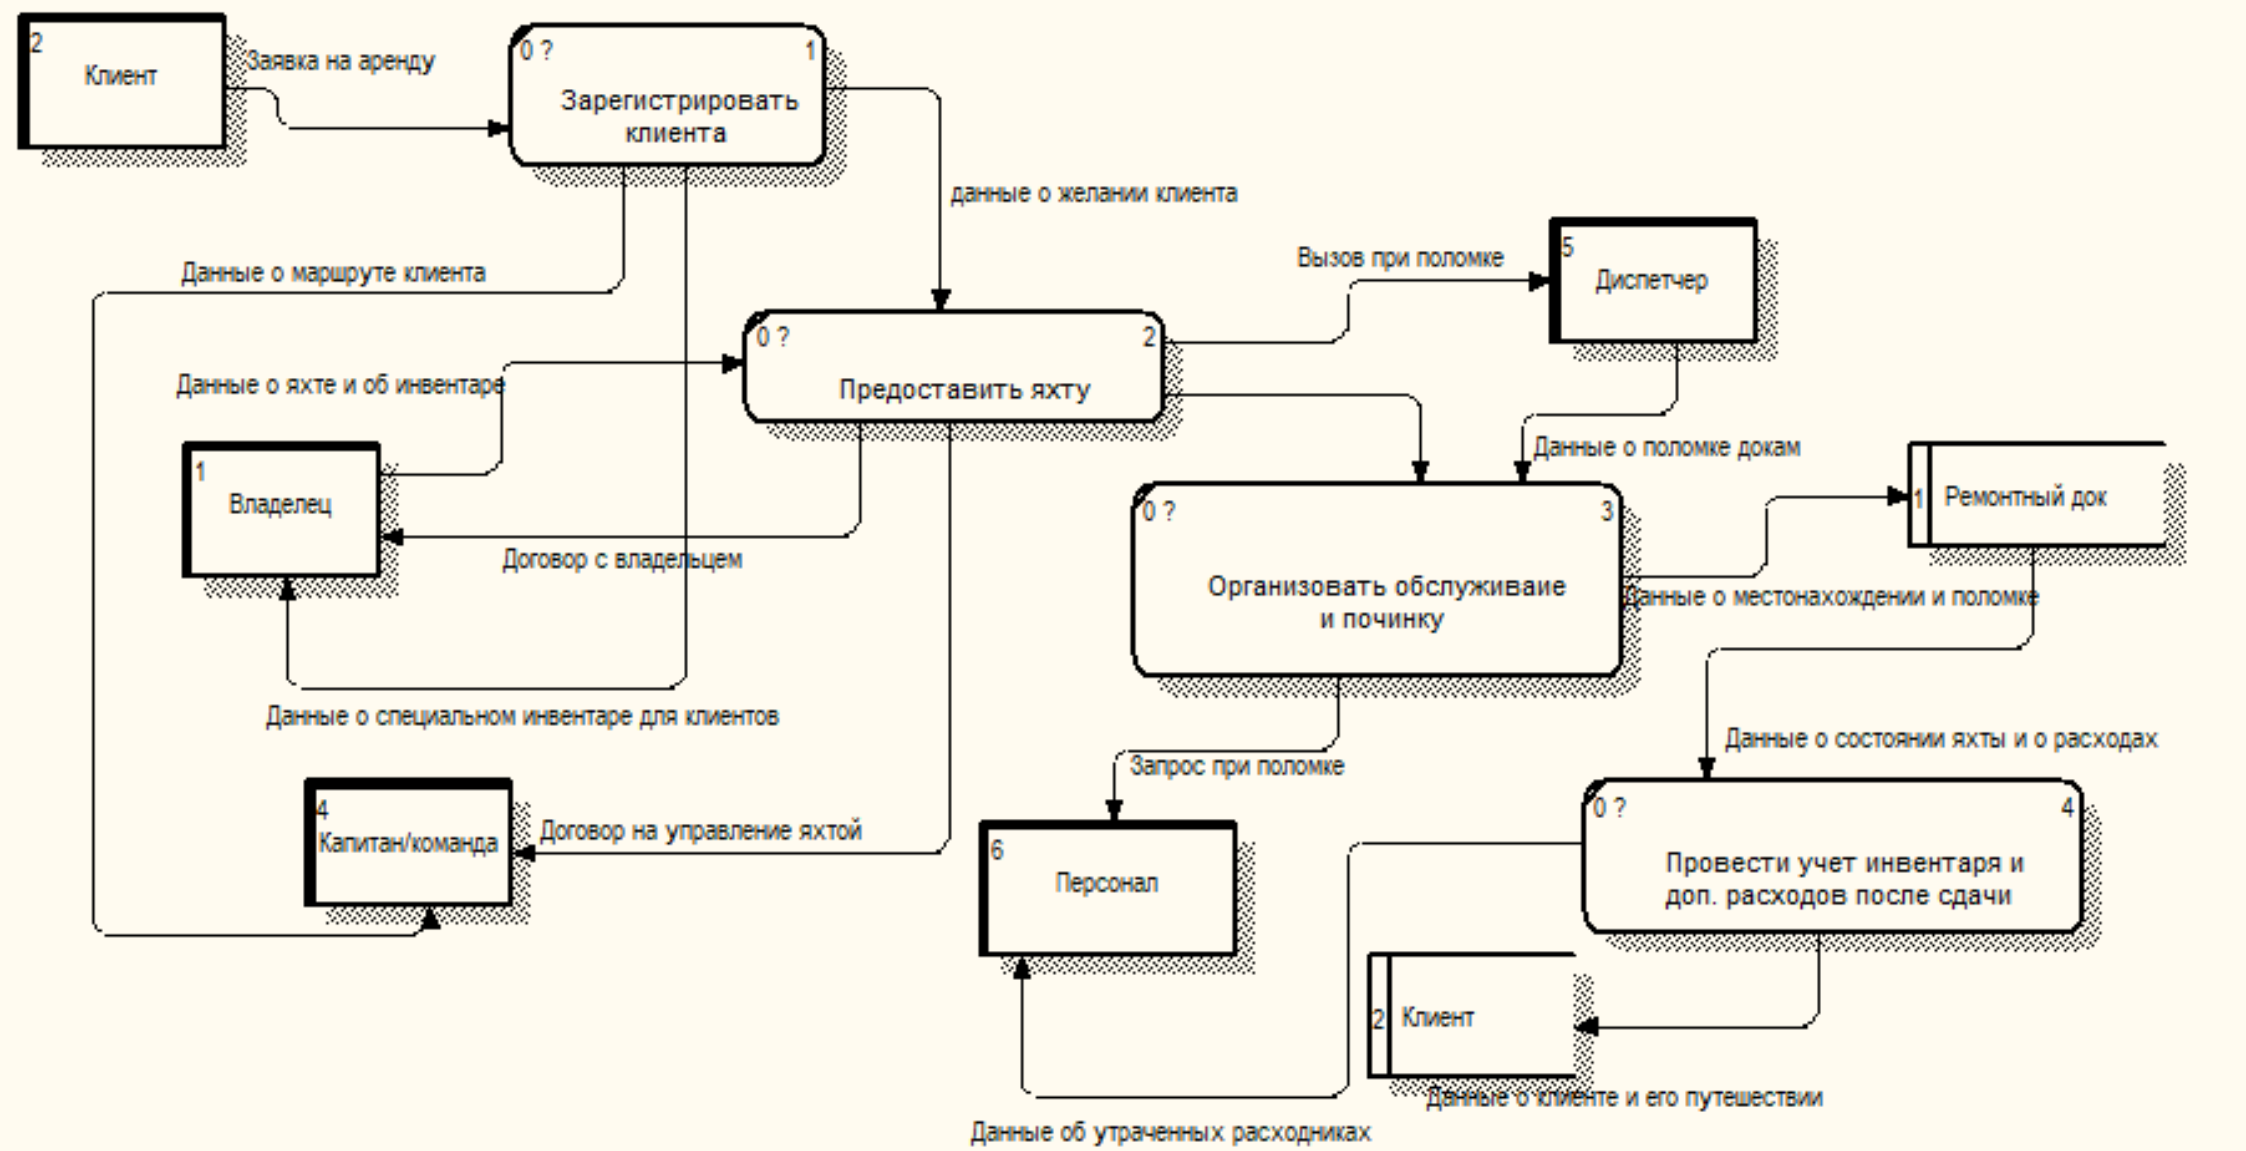 2
Клиент
Заявка на аренду
0 ?
1
Зарегистрировать
клиента
данные о желании клиента
Данные о маршруте клиента
Вызов при поломке
5
Диспетчер
0 ?
2
Предоставить яхту
Данные о яхте и об инвентаре
1
Владелец
Договор с владельцем
Данные о поломке докам
1
Ремонтный док
0 ?
3
Организовать обслуживаие
и починку
Данные о местонахождении и поломке
Данные о специальном инвентаре для клиентов
Запрос при поломке
Данные о состоянии яхты и о расходах
4
Капитан/команда
Договор на управление яхтой
6
Персонал
0 ?
4
Провести учет инвентаря и
доп. расходов после сдачи
2
Клиент
Данные о клиенте и его путешествии
Данные об утраченных расходниках